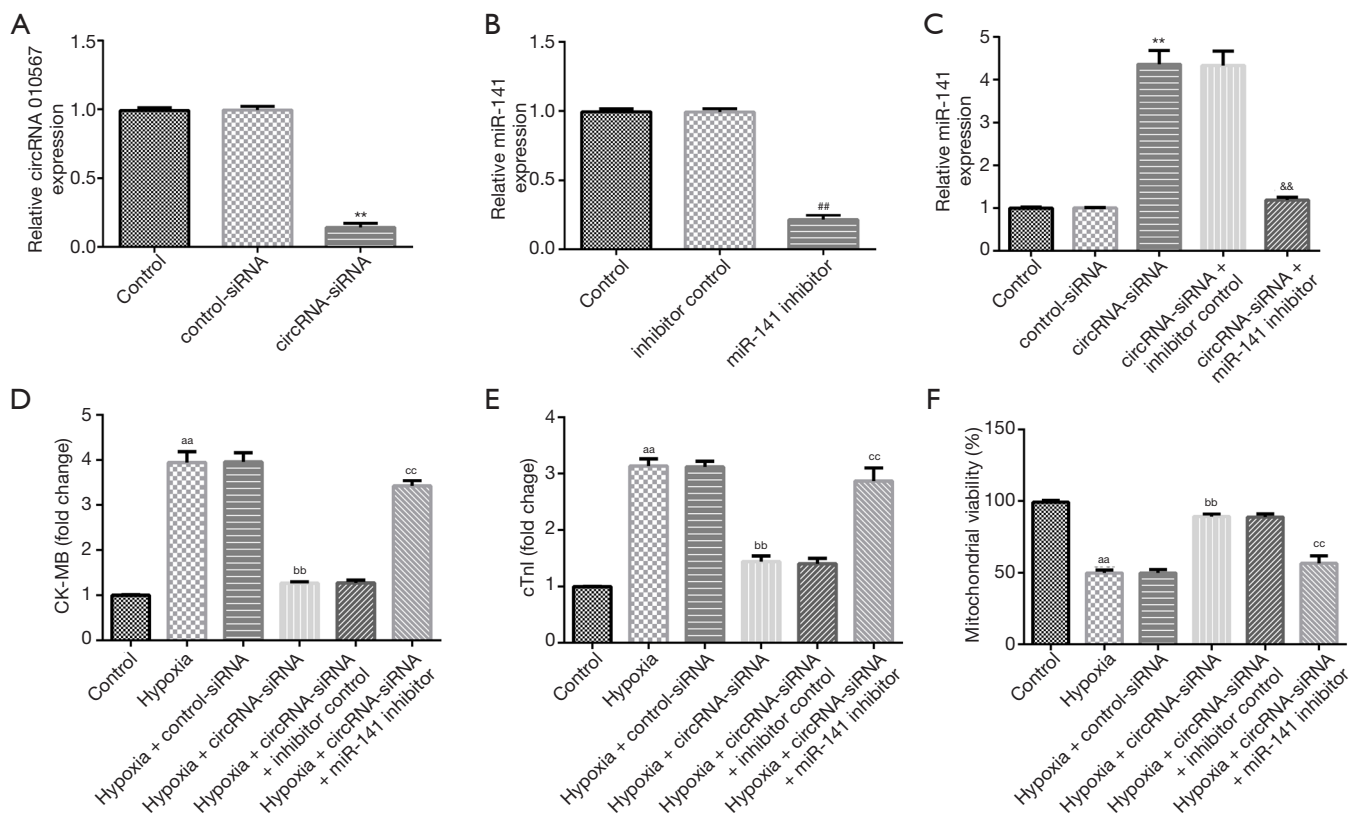 A
Relative circRNA 010567
expression
1.5
1.0
0.5
0.0
**
Control
control-siRNA
circRNA-siRNA
B
Relative miR-141
expression
1.5
1.0
0.5
0.0
##
Control
inhibitor control
miR-141 inhibitor
C
Relative miR-141
expression
5
4
3
2
1
0
**
&&
Control
control-siRNA
circRNA-siRNA
circRNA-siRNA +
inhibitor control
circRNA-siRNA +
miR-141 inhibitor
D
CK-MB (fold change)
5
4
3
2
1
0
aa
bb
cc
Control
Hypoxia
Hypoxia + control-siRNA
Hypoxia + circRNA-siRNA
Hypoxia + circRNA-siRNA
+ inhibitor control
Hypoxia + circRNA-siRNA
+ miR-141 inhibitor
E
cTnI (fold chage)
4
3
2
1
0
aa
bb
cc
Control
Hypoxia
Hypoxia + control-siRNA
Hypoxia + circRNA-siRNA
Hypoxia + circRNA-siRNA
+ inhibitor control
Hypoxia + circRNA-siRNA
+ miR-141 inhibitor
F
Mitochondrial viability (%)
150
100
50
0
aa
bb
cc
Control
Hypoxia
Hypoxia + control-siRNA
Hypoxia + circRNA-siRNA
Hypoxia + circRNA-siRNA
+ inhibitor control
Hypoxia + circRNA-siRNA
+ miR-141 inhibitor